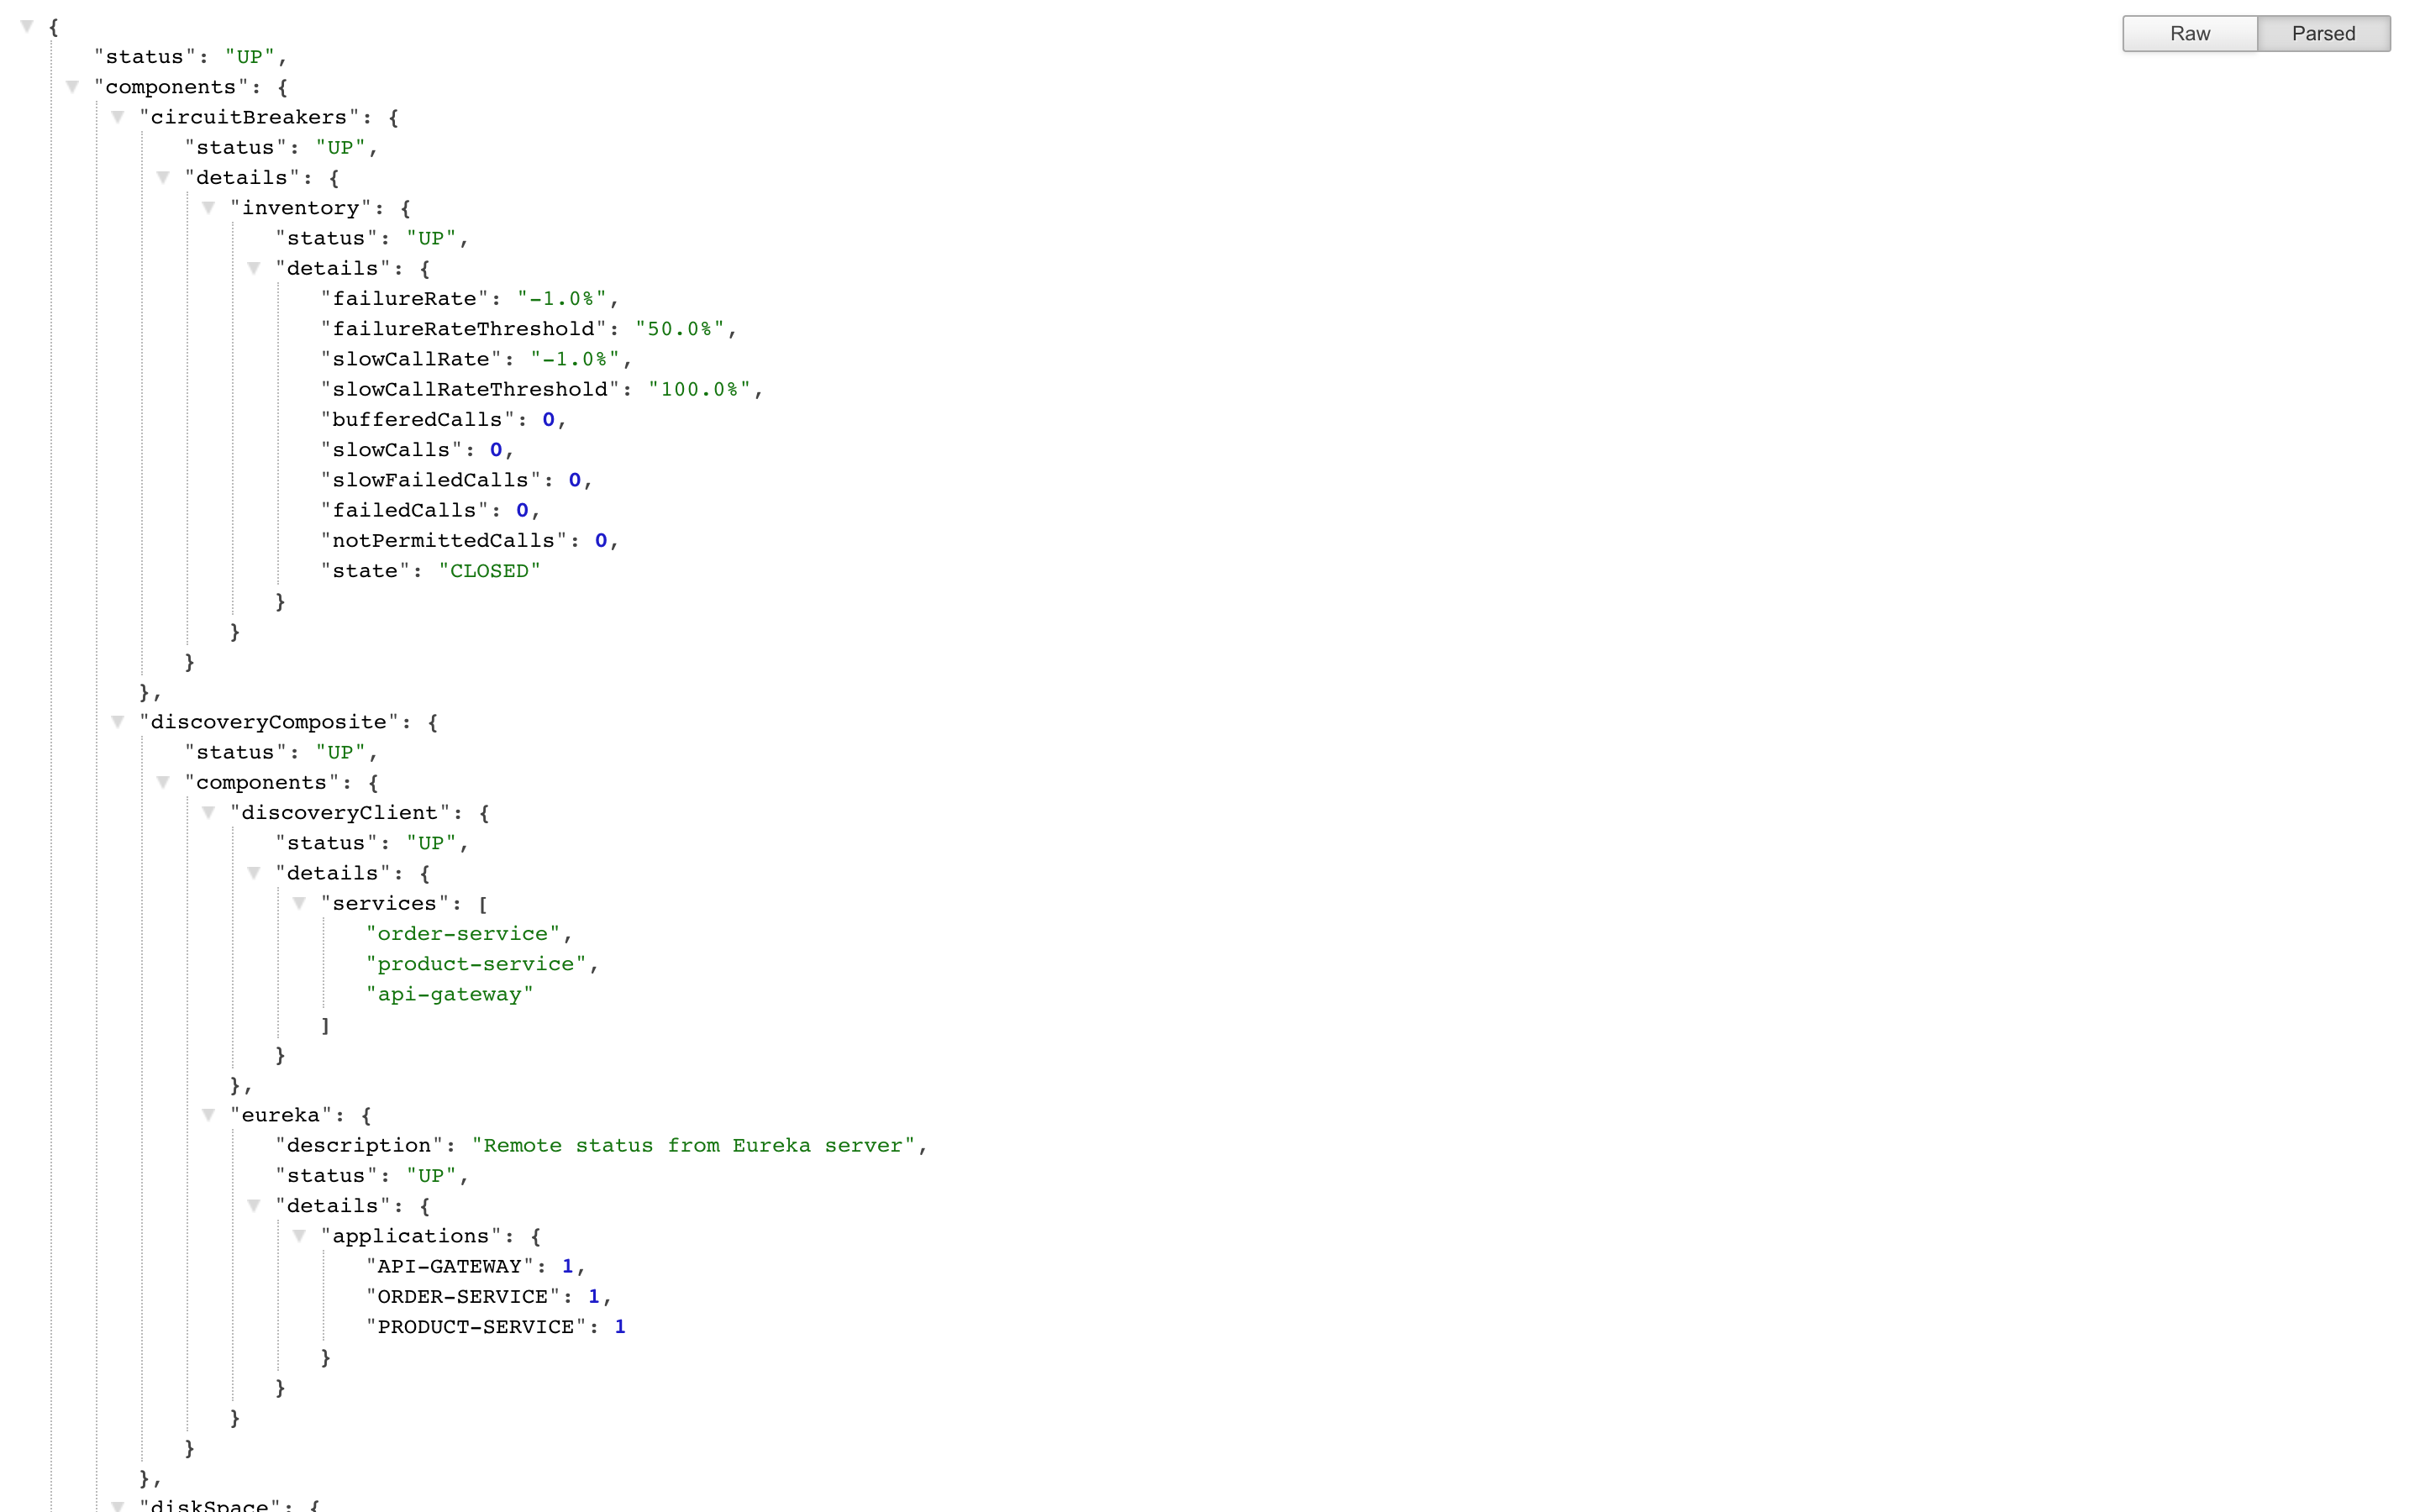 {
"status": "UP",
"components": {
"circuitBreakers": {
"status": "UP",
"details": {
"inventory": {
"status": "UP",
"details": {
"failureRate": "-1.0%",
"failureRateThreshold": "50.0%",
"slowCallRate": "-1.0%",
"slowCallRateThreshold": "100.0%",
"bufferedCalls": 0,
"slowCalls": 0,
"slowFailedCalls": 0,
"failedCalls": 0,
"notPermittedCalls": 0,
"state": "CLOSED"
}
}
}
},
"discoveryComposite": {
"status": "UP",
"components": {
"discoveryClient": {
"status": "UP",
"details": {
"services": [
"order-service",
"product-service",
"api-gateway"
]
}
},
"eureka": {
"description": "Remote status from Eureka server",
"status": "UP",
"details": {
"applications": {
"API-GATEWAY": 1,
"ORDER-SERVICE": 1,
"PRODUCT-SERVICE": 1
}
}
}
}
},
"diskSpace": {
Raw
Parsed